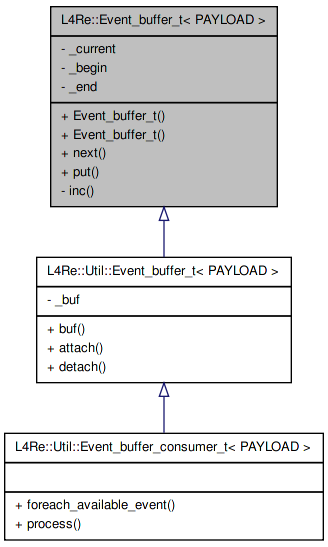 L4Re::Event_buffer_t< PAYLOAD >
- _current
- _begin
- _end
+ Event_buffer_t()
+ Event_buffer_t()
+ next()
+ put()
- inc()
L4Re::Util::Event_buffer_t< PAYLOAD >
- _buf
+ buf()
+ attach()
+ detach()
L4Re::Util::Event_buffer_consumer_t< PAYLOAD >
+ foreach_available_event()
+ process()